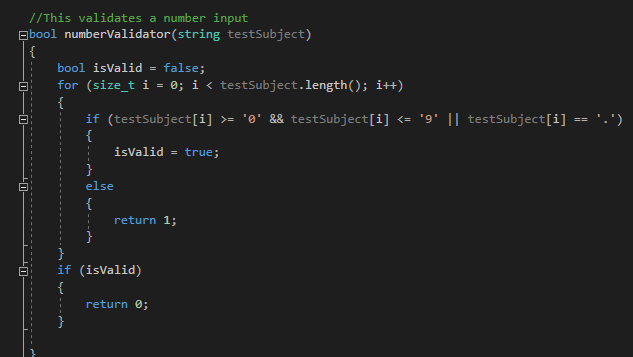 //This validates a number input
bool numberValidator(string testSubject)
{
bool isValid = false;
for (size_t i = 0; i < testSubject.length(); i++)
{
if (testSubject[i] >= '0' && testSubject[i] <= '9' || testSubject[i] == '.')
{
isValid = true;
}
else
{
return 1;
}
}
if (isValid)
{
return 0;
}
}